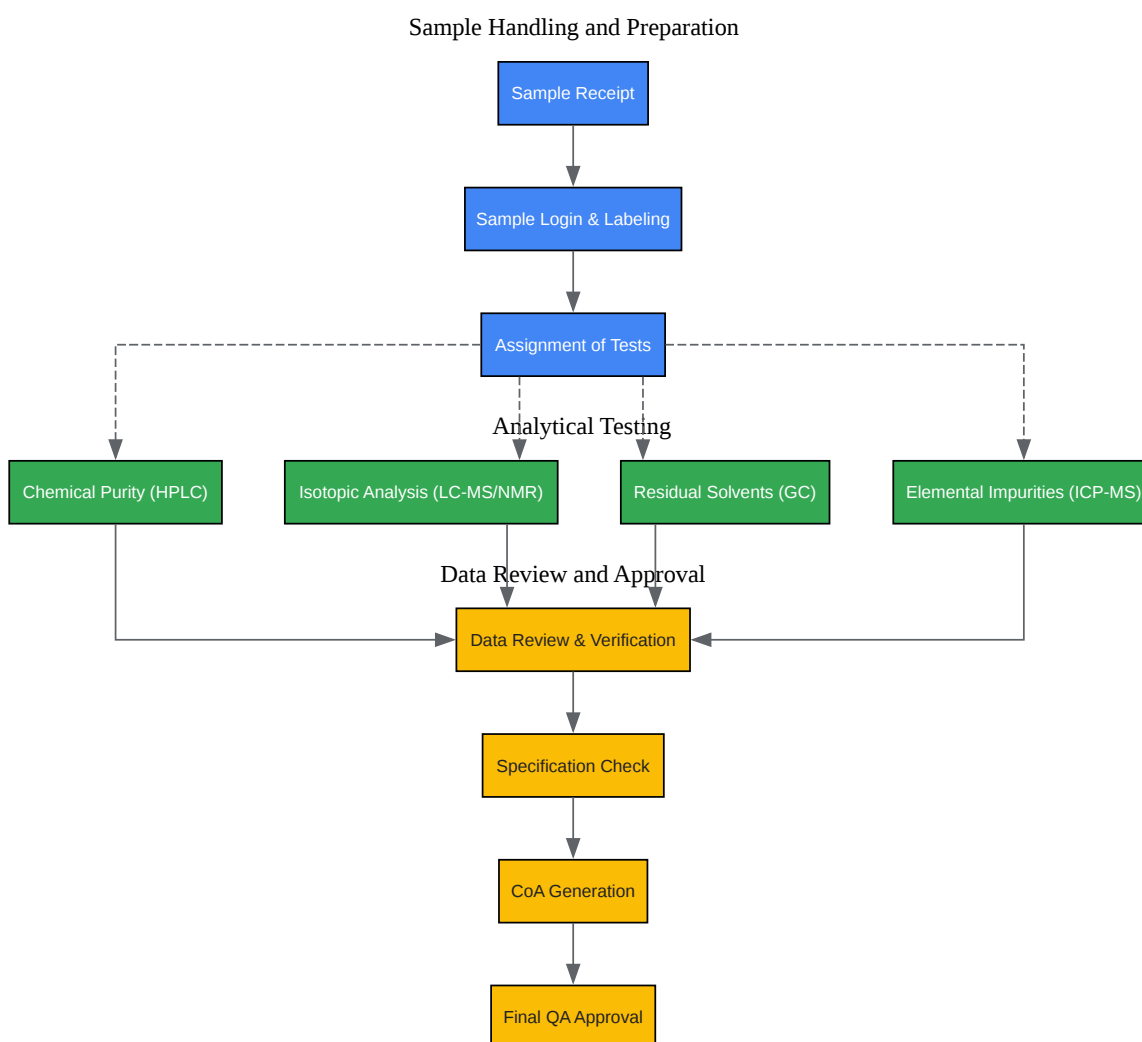 Sample Handling and Preparation
Sample Receipt
Sample Login & Labeling
Assignment of Tests
Analytical Testing
Chemical Purity (HPLC)
Isotopic Analysis (LC-MS/NMR)
Residual Solvents (GC)
Elemental Impurities (ICP-MS)
Data Review and Approval
Data Review & Verification
Specification Check
CoA Generation
Final QA Approval